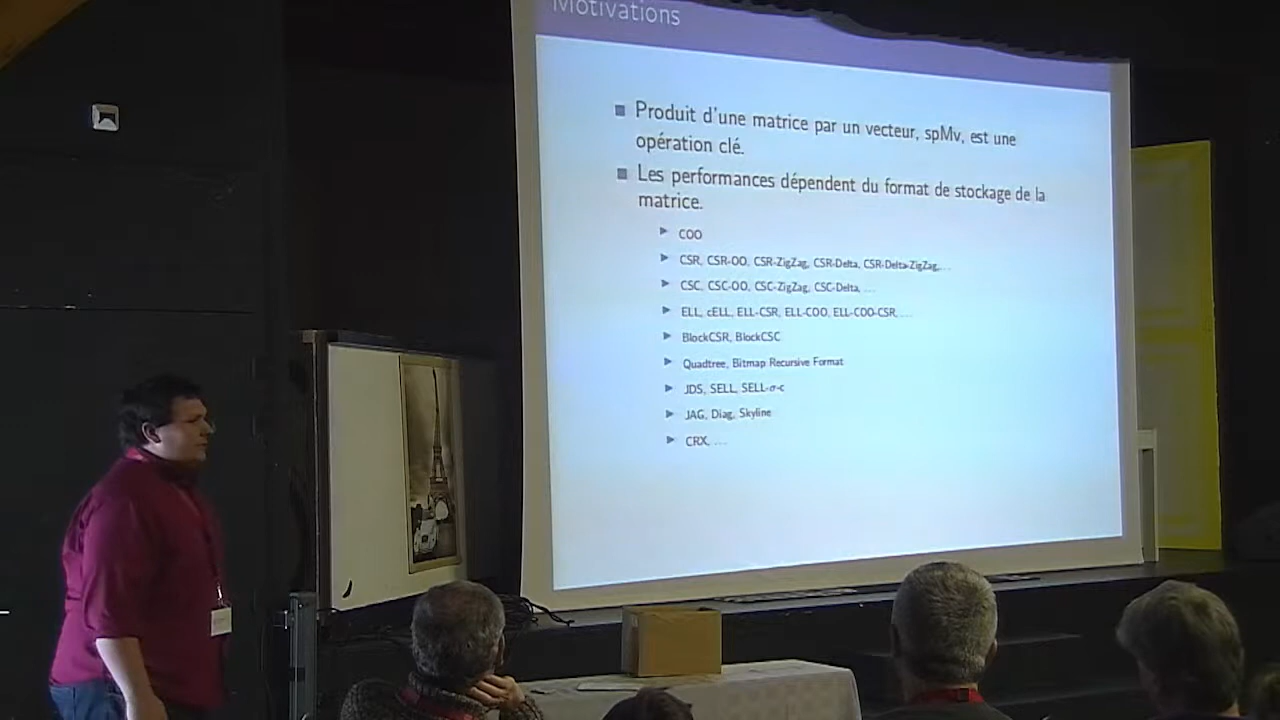 Motivations
Produit d'une matrice par un vecteur, spMv, est une
opération clé.
Les performances dépendent du format de stockage de la
matrice.
COO
CSR, CSR-OO, CSR-ZigZag, CSR-Delta, CSR-Delta-ZigZag,...
CSC, CSC-OO, CSC-ZigZag, CSC-Delta, ...
ELL, cELL, ELL-CSR, ELL-COO, ELL-COO-CSR, ...
BlockCSR, BlockCSC
Quadtree, Bitmap Recursive Format
JDS, SELL, SELL-σ-c
JAG, Diag, Skyline
CRX, ...